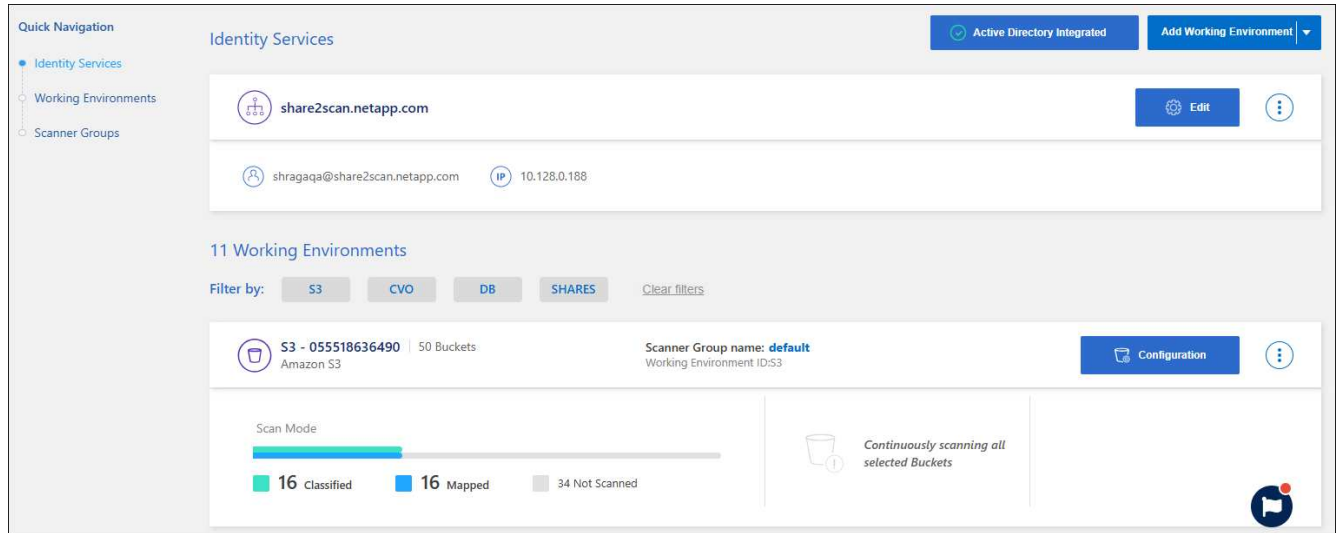 Quick Navigation
Identity Services
Working Environments
Scanner Groups
Identity Services
Active Directory Integrated
Add Working Environment
share2scan.netapp.com
Edit
shragaqa@share2scan.netapp.com
IP 10.128.0.188
11 Working Environments
Filter by: S3 CVO DB SHARES Clear filters
S3 - 055518636490 50 Buckets
Amazon S3
Scanner Group name: default
Working Environment ID:S3
Configuration
Scan Mode
16 Classified 16 Mapped 34 Not Scanned
Continuously scanning all
selected Buckets